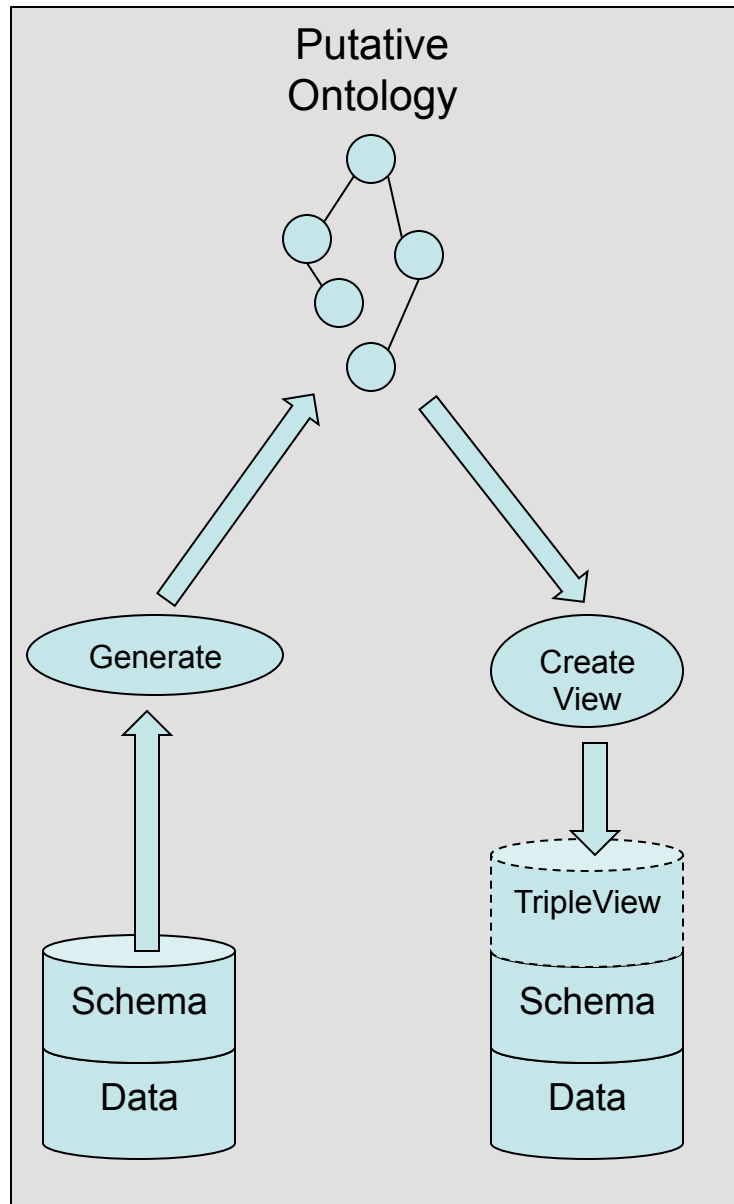 Putative
Ontology
Generate
Create
View
TripleView
Schema
Data
Schema
Data